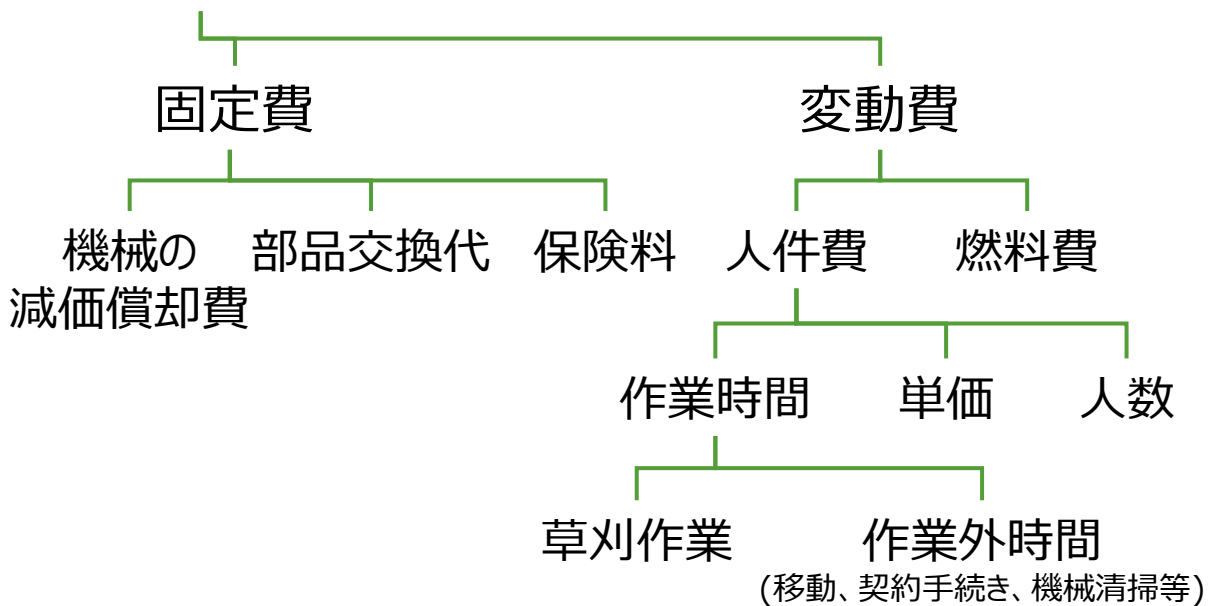 固定費
変動費
機械の
減価償却費
部品交換代
保険料
人件費
燃料費
作業時間
単価
人数
草刈作業
作業外時間
(移動、契約手続き、機械清掃等)